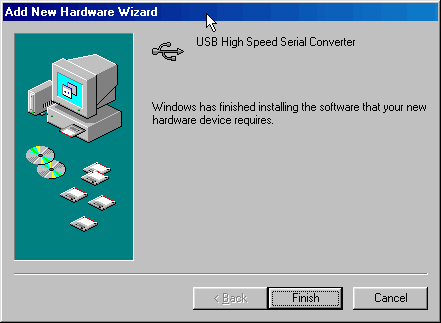 Add New Hardware Wizard
USB High Speed Serial Converter
Windows has finished installing the software that your new
hardware device requires.
< Back
Finish
Cancel